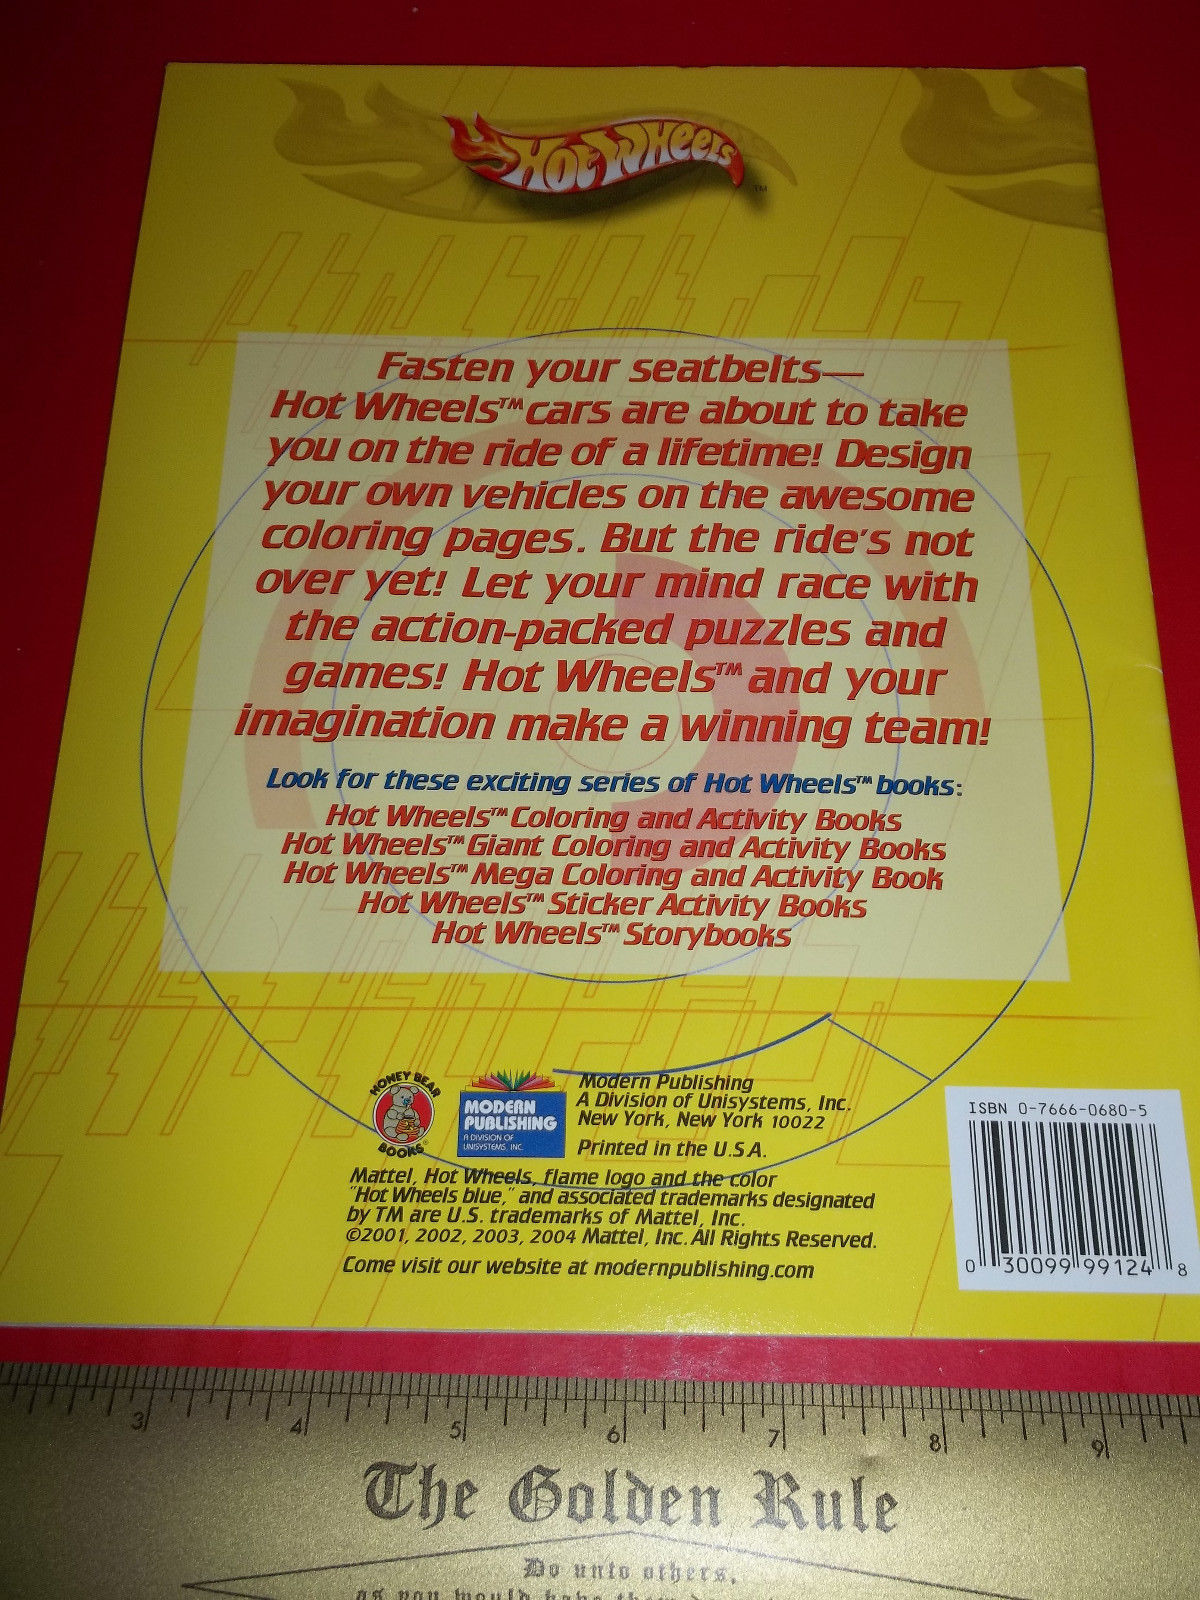 Hot Wheels™
Fasten your seatbelts—
Hot Wheels™ cars are about to take
you on the ride of a lifetime! Design
your own vehicles on the awesome
coloring pages. But the ride's not
over yet! Let your mind race with
the action-packed puzzles and
games! Hot Wheels™ and your
imagination make a winning team!
Look for these exciting series of Hot Wheels™ books:
Hot Wheels™ Coloring and Activity Books
Hot Wheels™ Giant Coloring and Activity Books
Hot Wheels™ Mega Coloring and Activity Book
Hot Wheels™ Sticker Activity Books
Hot Wheels™ Storybooks
HONEY BEAR
BOOKS®
MODERN
PUBLISHING
A DIVISION OF
UNISYSTEMS, INC.
Modern Publishing
A Division of Unisystems, Inc.
New York, New York 10022
Printed in the U.S.A.
Mattel, Hot Wheels, flame logo and the color
"Hot Wheels blue," and associated trademarks designated
by TM are U.S. trademarks of Mattel, Inc.
©2001, 2002, 2003, 2004 Mattel, Inc. All Rights Reserved.
Come visit our website at modernpublishing.com
ISBN 0-7666-0680-5
0 30099 99124 8
3 4 5 6 7 8 9
The Golden Rule
Do unto others,
as you would have them